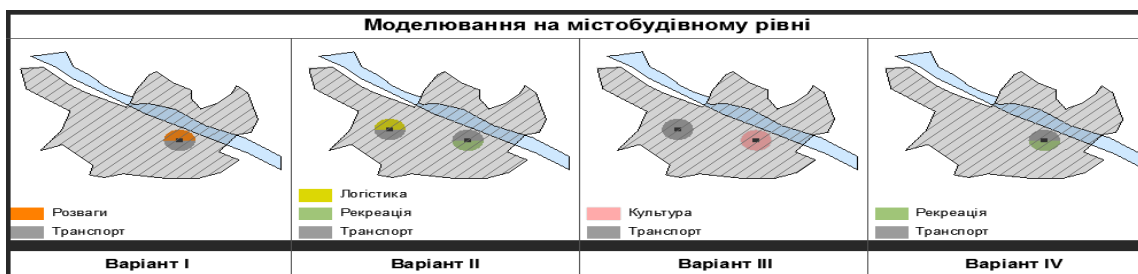 Моделювання на містобудівному рівні
Розваги
Транспорт
Логістика
Рекреація
Транспорт
Культура
Транспорт
Рекреація
Транспорт
Варіант I
Варіант II
Варіант III
Варіант IV